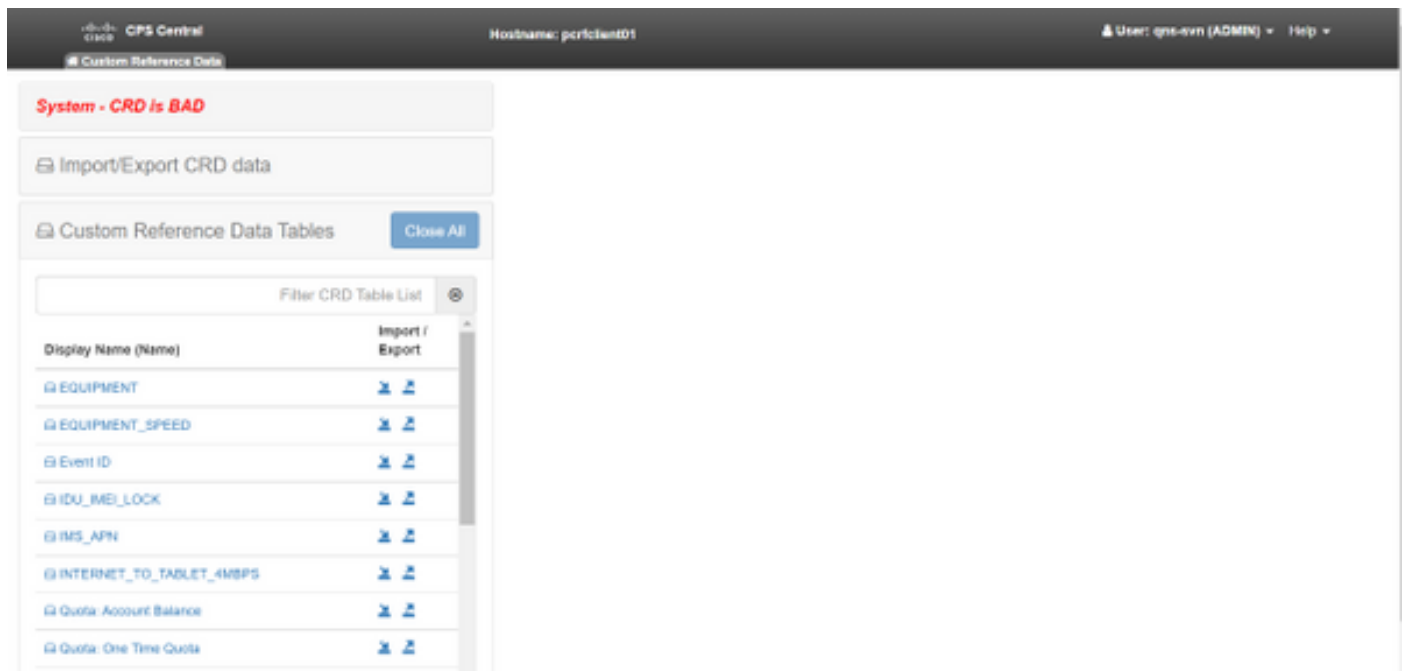 cisco CPS Central
Hostname: pcrfclient01
User: qns-svn (ADMIN)
Help
Custom Reference Data
System - CRD is BAD
Import/Export CRD data
Custom Reference Data Tables
Close All
Filter CRD Table List
Display Name (Name)
Import /
Export
EQUIPMENT
EQUIPMENT_SPEED
Event ID
IDU_IMEI_LOCK
IMS_APN
INTERNET_TO_TABLET_4MBPS
Quota: Account Balance
Quota: One Time Quota